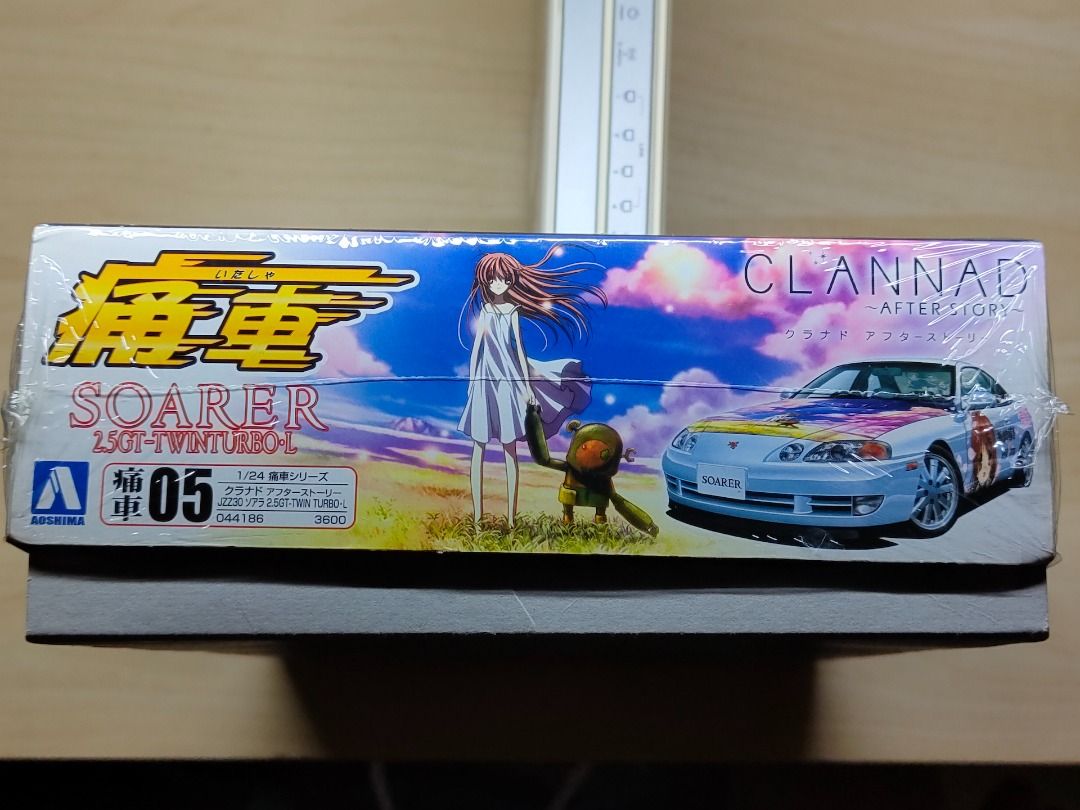 いたしゃ
痛車
SOARER
2.5GT-TWINTURBO・L
AOSHIMA
痛車
05
1/24 痛車シリーズ
クラナド アフターストーリー
JZZ30 ソアラ 2.5GT-TWIN TURBO・L
044186 3600
CLANNAD
~AFTER STORY~
クラナド アフターストーリー
SOARER